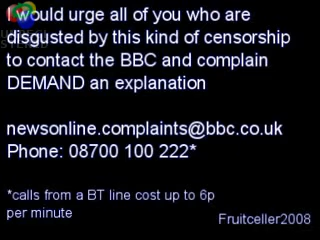 I would urge all of you who are
disgusted by this kind of censorship
to contact the BBC and complain
DEMAND an explanation
newsonline.complaints@bbc.co.uk
Phone: 08700 100 222*
*calls from a BT line cost up to 6p
per minute
Fruitceller2008